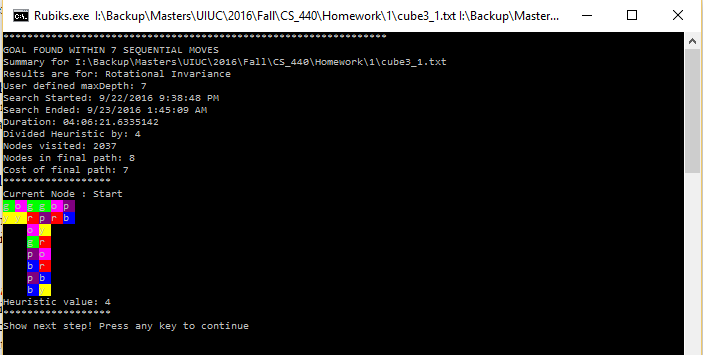 Rubiks.exe I:\Backup\Masters\UIUC\2016\Fall\CS_440\Homework\1\cube3_1.txt I:\Backup\Master...
****************************************************************
GOAL FOUND WITHIN 7 SEQUENTIAL MOVES
Summary for I:\Backup\Masters\UIUC\2016\Fall\CS_440\Homework\1\cube3_1.txt
Results are for: Rotational Invariance
User defined maxDepth: 7
Search Started: 9/22/2016 9:38:48 PM
Search Ended: 9/23/2016 1:45:09 AM
Duration: 04:06:21.6335142
Divided Heuristic by: 4
Nodes visited: 2037
Nodes in final path: 8
Cost of final path: 7
******************
Current Node : Start
g o g g o p
y y r p r b
o y
g r
p o
b r
p b
b y
Heuristic value: 4
******************
Show next step! Press any key to continue